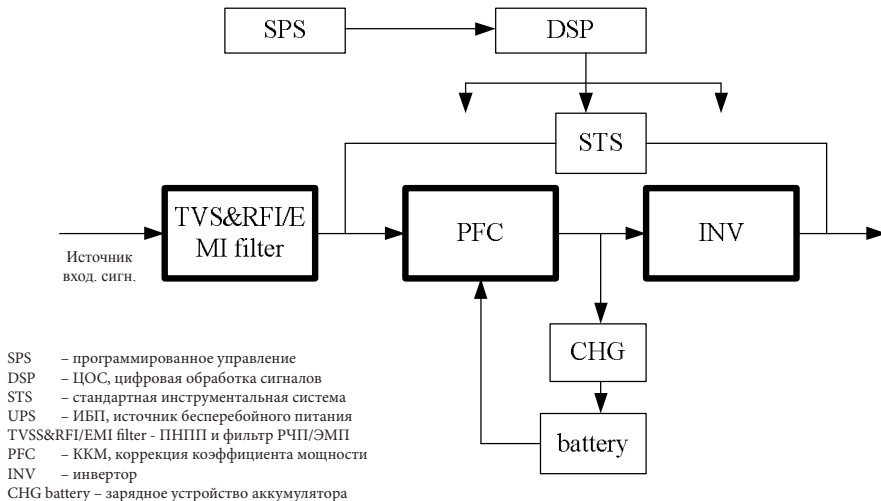 SPS
DSP
STS
TVS&RFI/E
MI filter
PFC
INV
Источник
вход. сигн.
CHG
battery
SPS – программированное управление
DSP – ЦОС, цифровая обработка сигналов
STS – стандартная инструментальная система
UPS – ИБП, источник бесперебойного питания
TVSS&RFI/EMI filter - ПНПП и фильтр РЧП/ЭМП
PFC – ККМ, коррекция коэффициента мощности
INV – инвертор
CHG battery – зарядное устройство аккумулятора